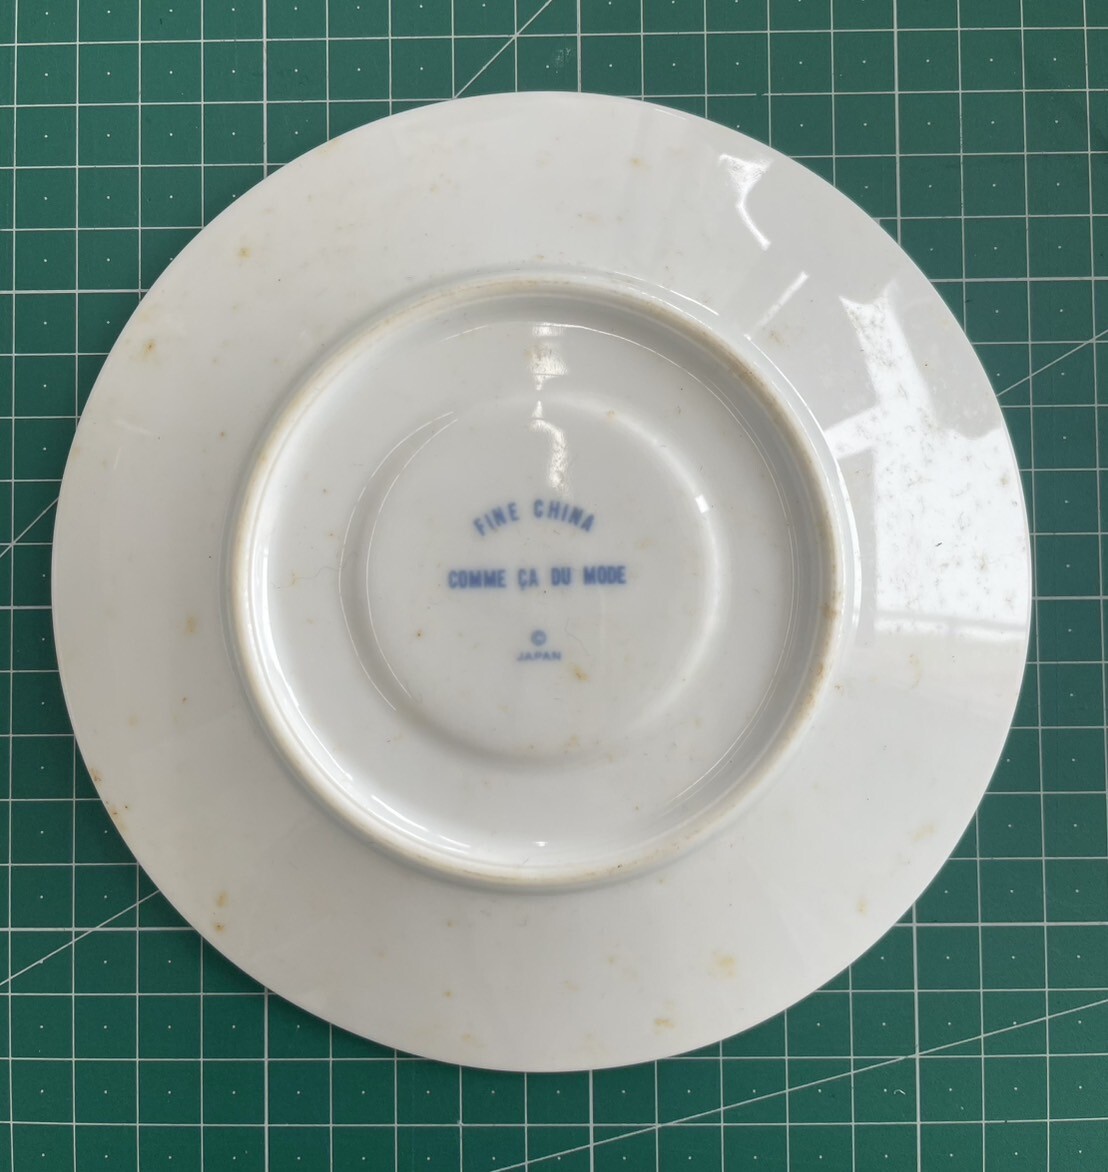 FINE CHINA
COMME ÇA DU MODE
©
JAPAN